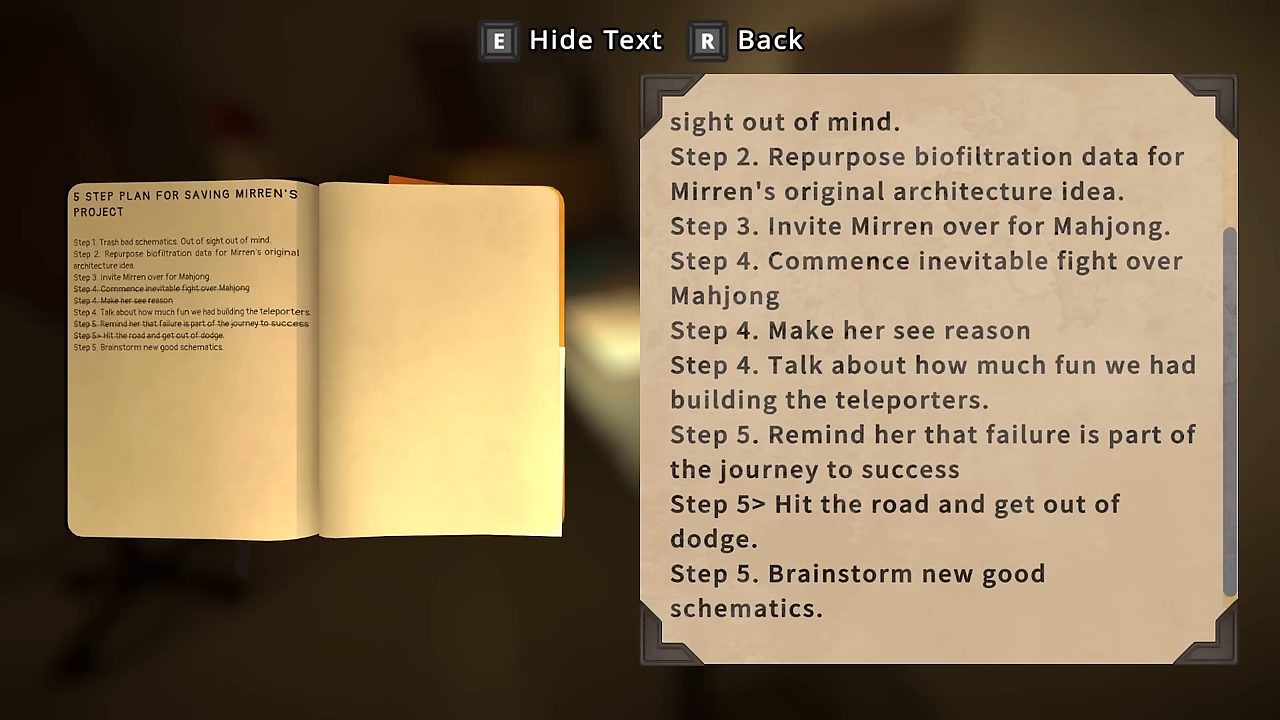 E Hide Text R Back
5 STEP PLAN FOR SAVING MIRREN'S
PROJECT
Step 1. Trash bad schematics. Out of sight out of mind.
Step 2. Repurpose biofiltration data for Mirren's original
architecture idea.
Step 3. Invite Mirren over for Mahjong.
Step 4. Commence inevitable fight over Mahjong
Step 4. Make her see reason
Step 4. Talk about how much fun we had building the teleporters
Step 5. Remind her that failure is part of the journey to success
Step 5> Hit the road and get out of dodge.
Step 5. Brainstorm new good schematics.
sight out of mind.
Step 2. Repurpose biofiltration data for
Mirren's original architecture idea.
Step 3. Invite Mirren over for Mahjong.
Step 4. Commence inevitable fight over
Mahjong
Step 4. Make her see reason
Step 4. Talk about how much fun we had
building the teleporters.
Step 5. Remind her that failure is part of
the journey to success
Step 5> Hit the road and get out of
dodge.
Step 5. Brainstorm new good
schematics.